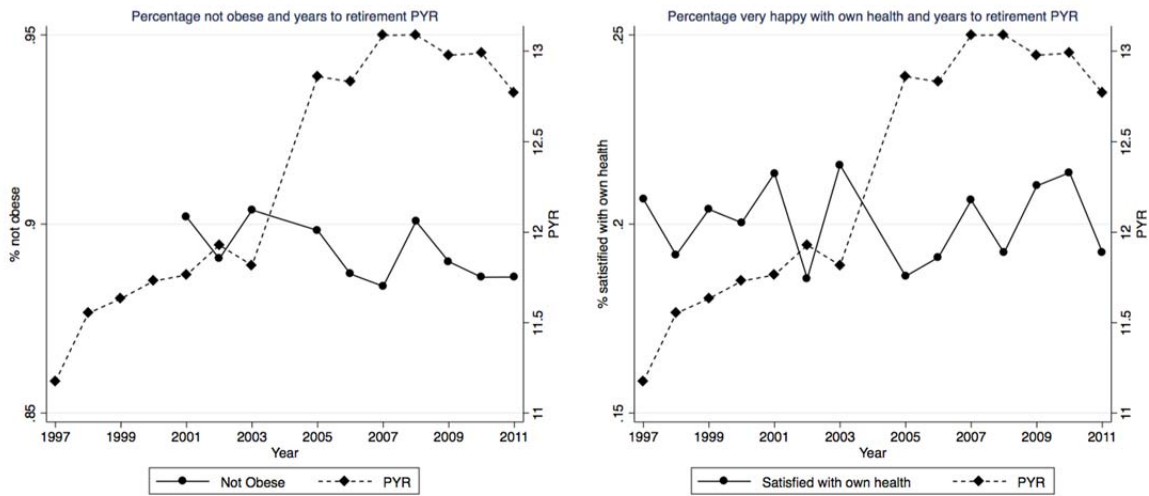 Percentage not obese and years to retirement PYR
.95
.9
.85
% not obese
13
12.5
12
11.5
11
PYR
1997 1999 2001 2003 2005 2007 2009 2011
Year
Not Obese PYR
Percentage very happy with own health and years to retirement PYR
.25
.2
.15
% satistified with own health
13
12.5
12
11.5
11
PYR
1997 1999 2001 2003 2005 2007 2009 2011
Year
Satisfied with own health PYR